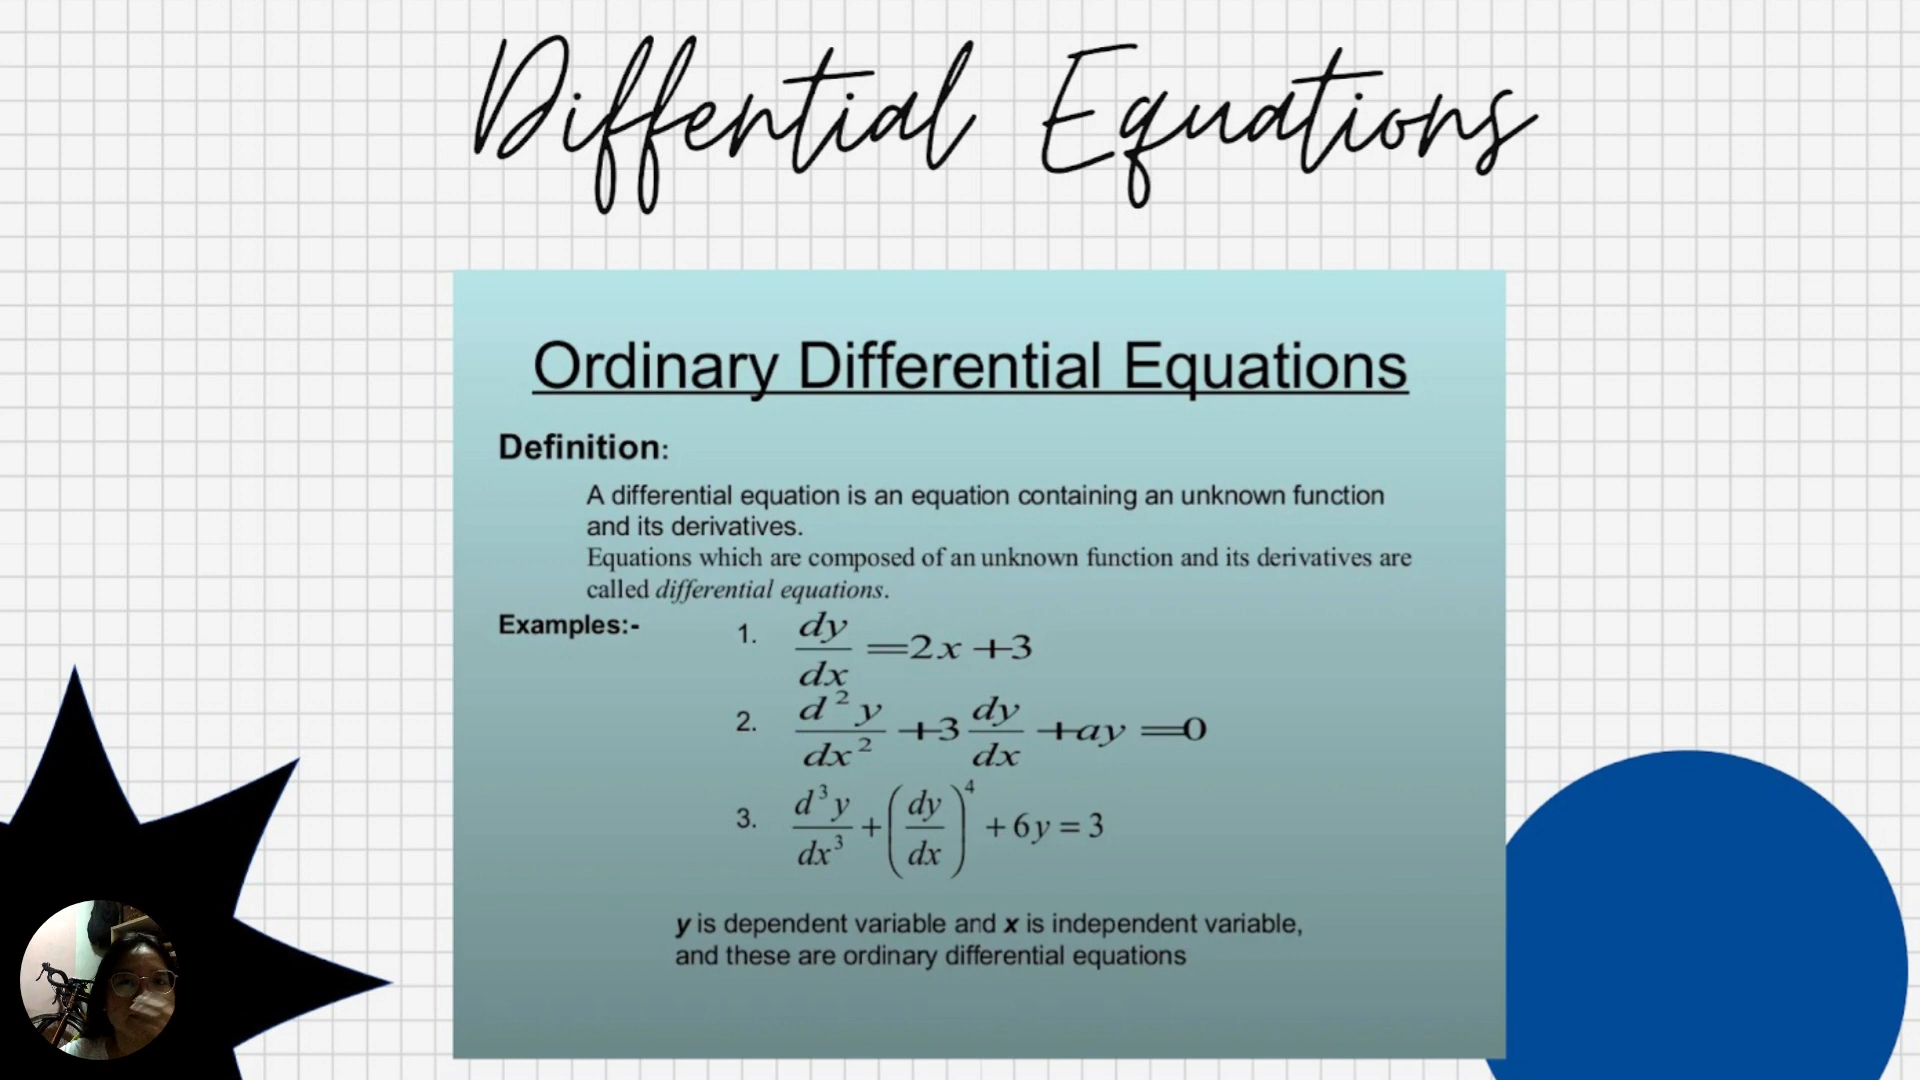 Diffential Equations
Ordinary Differential Equations
Definition:
A differential equation is an equation containing an unknown function
and its derivatives.
Equations which are composed of an unknown function and its derivatives are
called differential equations.
Examples:-
1. dy/dx =2x +3
2. d²y/dx² +3 dy/dx +ay =0
3. d³y/dx³ + (dy/dx)⁴ + 6y = 3
y is dependent variable and x is independent variable,
and these are ordinary differential equations